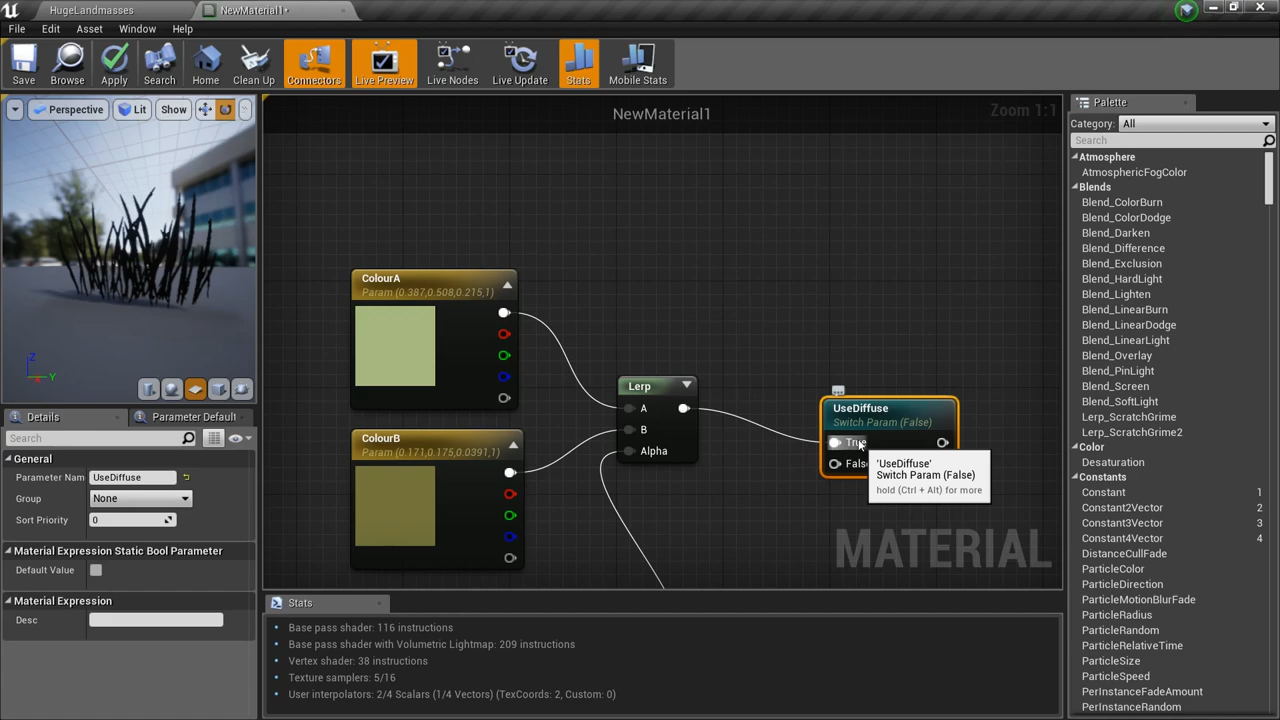 HugeLandmasses
NewMaterial1*
File Edit Asset Window Help
Save Browse Apply Search Home Clean Up Connectors Live Preview Live Nodes Live Update Stats Mobile Stats
Perspective Lit Show
NewMaterial1
Zoom 1:1
Palette
Category: All
Search
Atmosphere
AtmosphericFogColor
Blends
Blend_ColorBurn
Blend_ColorDodge
Blend_Darken
Blend_Difference
Blend_Exclusion
Blend_HardLight
Blend_Lighten
Blend_LinearBurn
Blend_LinearDodge
Blend_LinearLight
Blend_Overlay
Blend_PinLight
Blend_Screen
Blend_SoftLight
Lerp_ScratchGrime
Lerp_ScratchGrime2
Color
Desaturation
Constants
Constant 1
Constant2Vector 2
Constant3Vector 3
Constant4Vector 4
DistanceCullFade
ParticleColor
ParticleDirection
ParticleMotionBlurFade
ParticleRadius
ParticleRandom
ParticleRelativeTime
ParticleSize
ParticleSpeed
PerInstanceFadeAmount
PerInstanceRandom
ColourA
Param (0.387,0.508,0.215,1)
ColourB
Param (0.171,0.175,0.0391,1)
Lerp
A
B
Alpha
UseDiffuse
Switch Param (False)
True
False
'UseDiffuse'
Switch Param (False)
hold (Ctrl + Alt) for more
MATERIAL
Z
Y
Details
Parameter Default
Search
General
Parameter Name UseDiffuse
Group None
Sort Priority 0
Material Expression Static Bool Parameter
Default Value
Material Expression
Desc
Stats
Base pass shader: 116 instructions
Base pass shader with Volumetric Lightmap: 209 instructions
Vertex shader: 38 instructions
Texture samplers: 5/16
User interpolators: 2/4 Scalars (1/4 Vectors) (TexCoords: 2, Custom: 0)